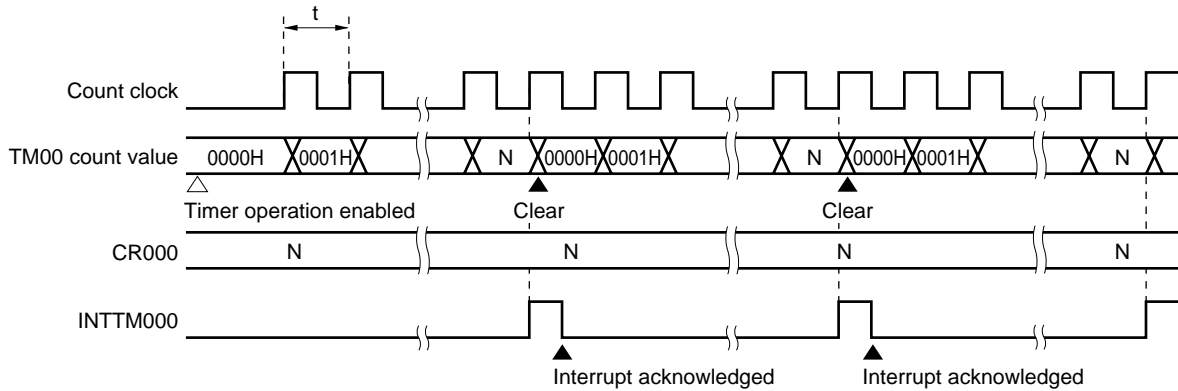 t
Count clock
TM00 count value 0000H 0001H N 0000H 0001H N 0000H 0001H N
Timer operation enabled Clear Clear
CR000 N N N N
INTTM000
Interrupt acknowledged Interrupt acknowledged